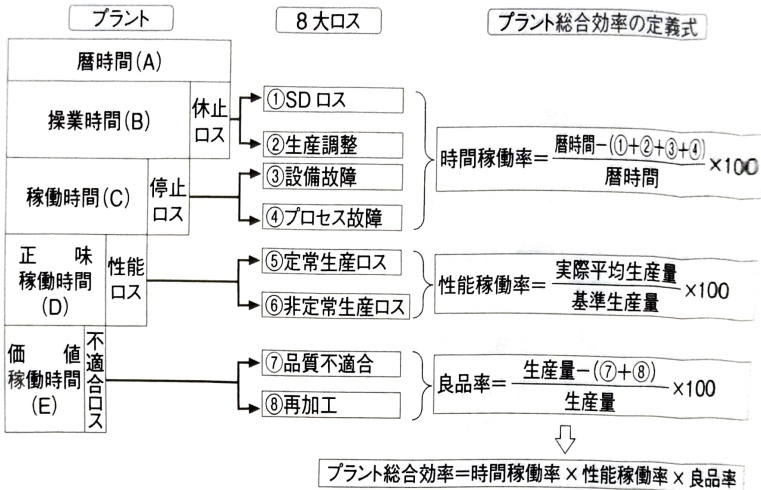 プラント
8大ロス
プラント総合効率の定義式
暦時間(A)
操業時間(B)
休止
ロス
①SDロス
②生産調整
時間稼働率=暦時間-(①+②+③+④)/暦時間×100
稼働時間(C)
停止
ロス
③設備故障
④プロセス故障
正味
稼働時間
(D)
性能
ロス
⑤定常生産ロス
⑥非定常生産ロス
性能稼働率=実際平均生産量/基準生産量×100
価値
稼働時間
(E)
不適合ロス
⑦品質不適合
⑧再加工
良品率=生産量-(⑦+⑧)/生産量×100
プラント総合効率=時間稼働率×性能稼働率×良品率